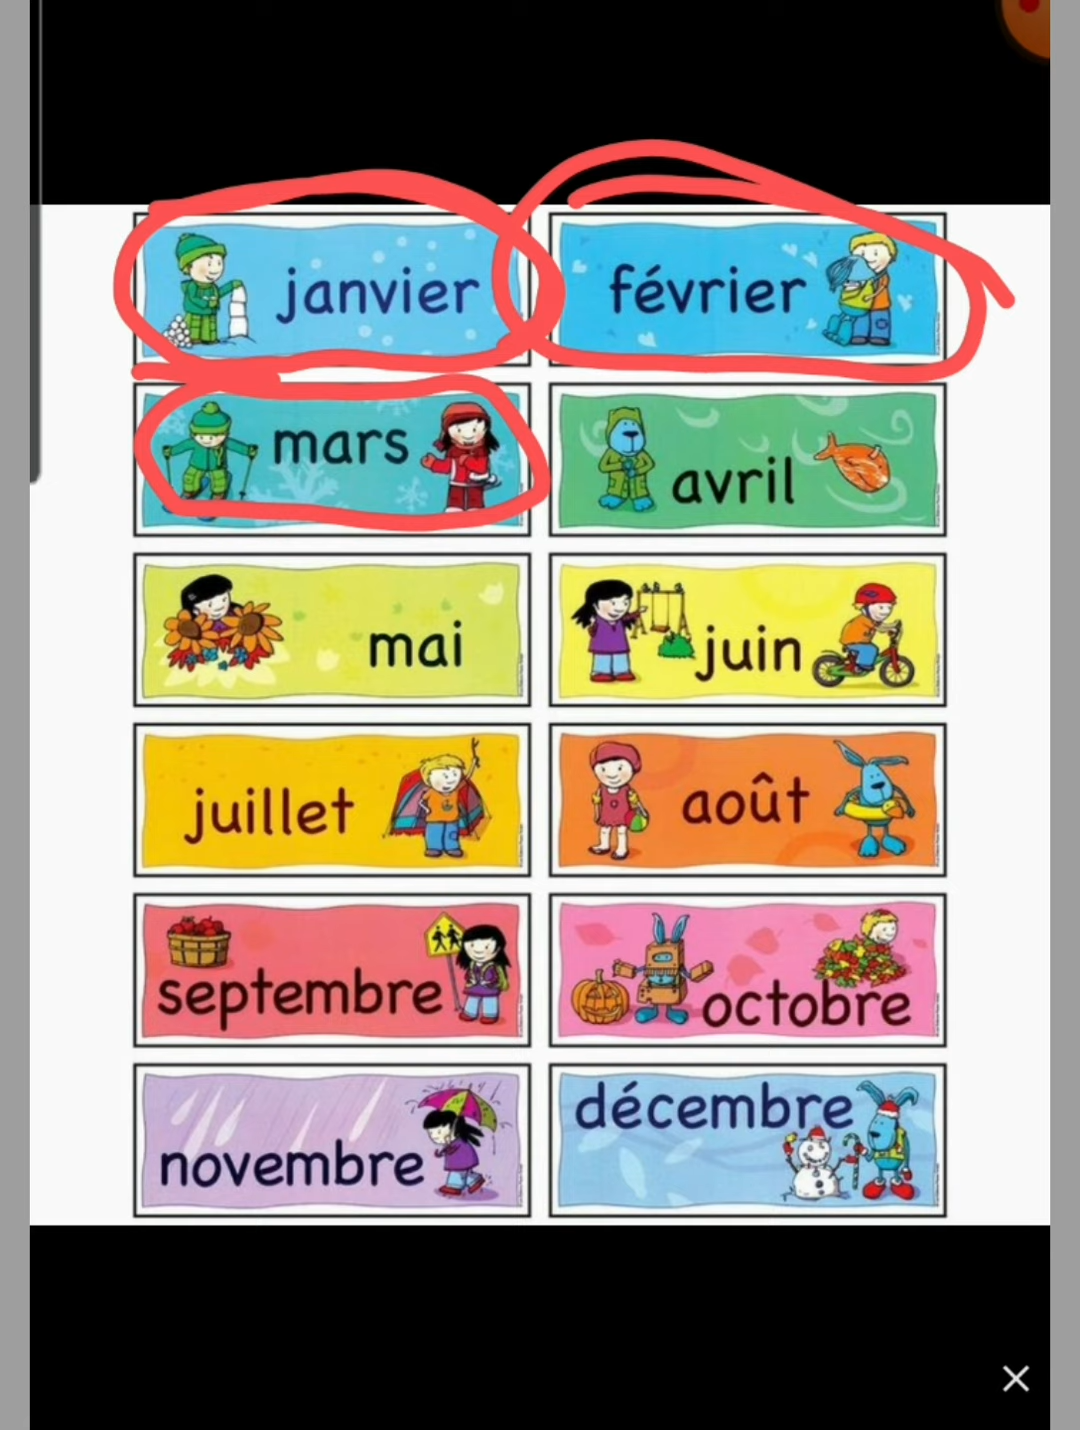 janvier
février
mars
avril
mai
juin
juillet
août
septembre
octobre
novembre
décembre